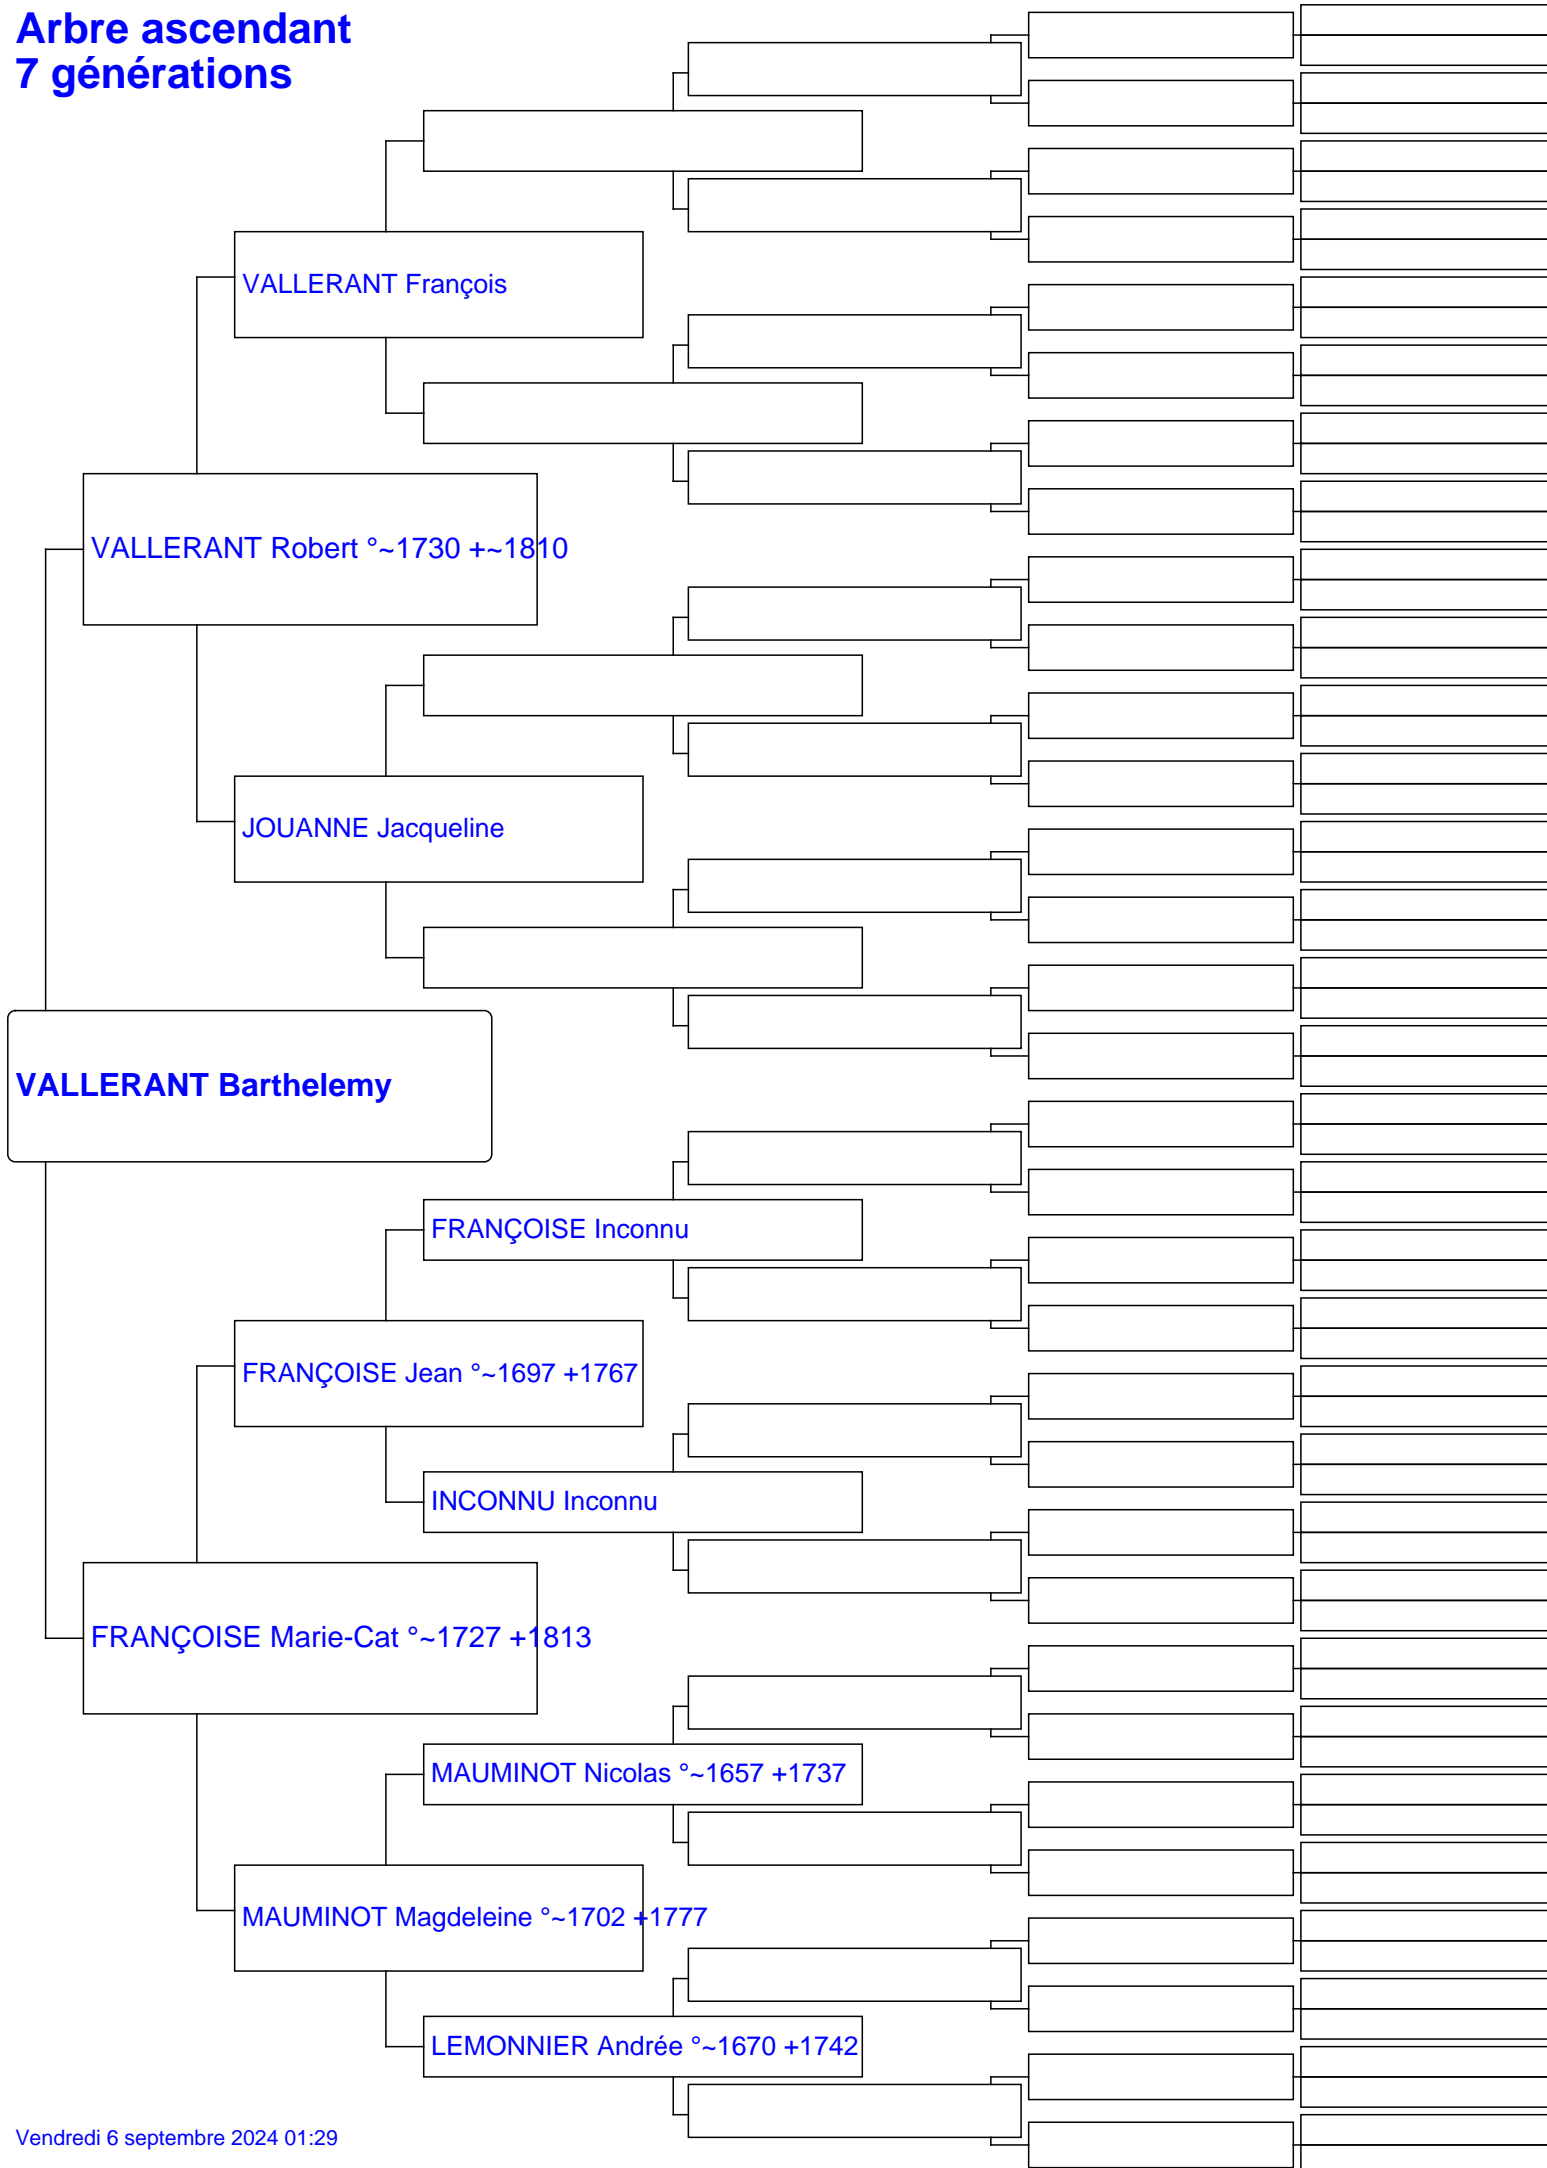 Arbre ascendant
7 générations
VALLERANT François
VALLERANT Robert °~1730 +~1810
JOUANNE Jacqueline
VALLERANT Barthelemy
FRANÇOISE Inconnu
FRANÇOISE Jean °~1697 +1767
INCONNU Inconnu
FRANÇOISE Marie-Cat °~1727 +1813
MAUMINOT Nicolas °~1657 +1737
MAUMINOT Magdeleine °~1702 +1777
LEMONNIER Andrée °~1670 +1742
Vendredi 6 septembre 2024 01:29